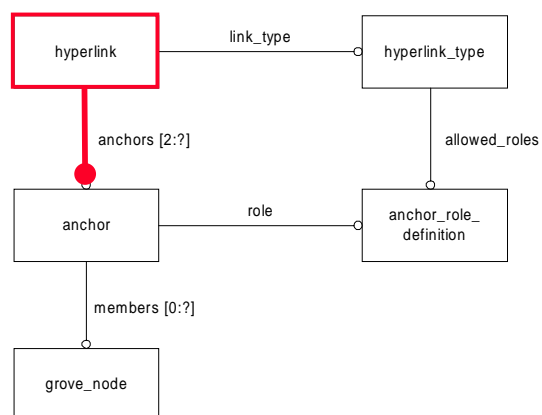 hyperlink
link_type
hyperlink_type
anchors [2:?]
allowed_roles
anchor
role
anchor_role_
definition
members [0:?]
grove_node